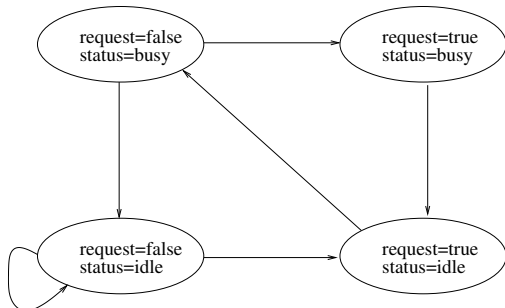 request=false
status=busy
request=true
status=busy
request=false
status=idle
request=true
status=idle